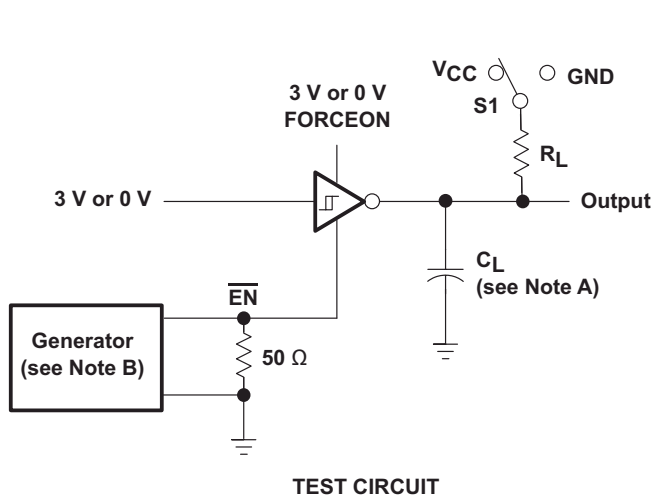 VCC
GND
S1
3 V or 0 V
FORCEON
RL
3 V or 0 V
Output
CL
(see Note A)
EN
Generator
(see Note B)
50 Ω
TEST CIRCUIT